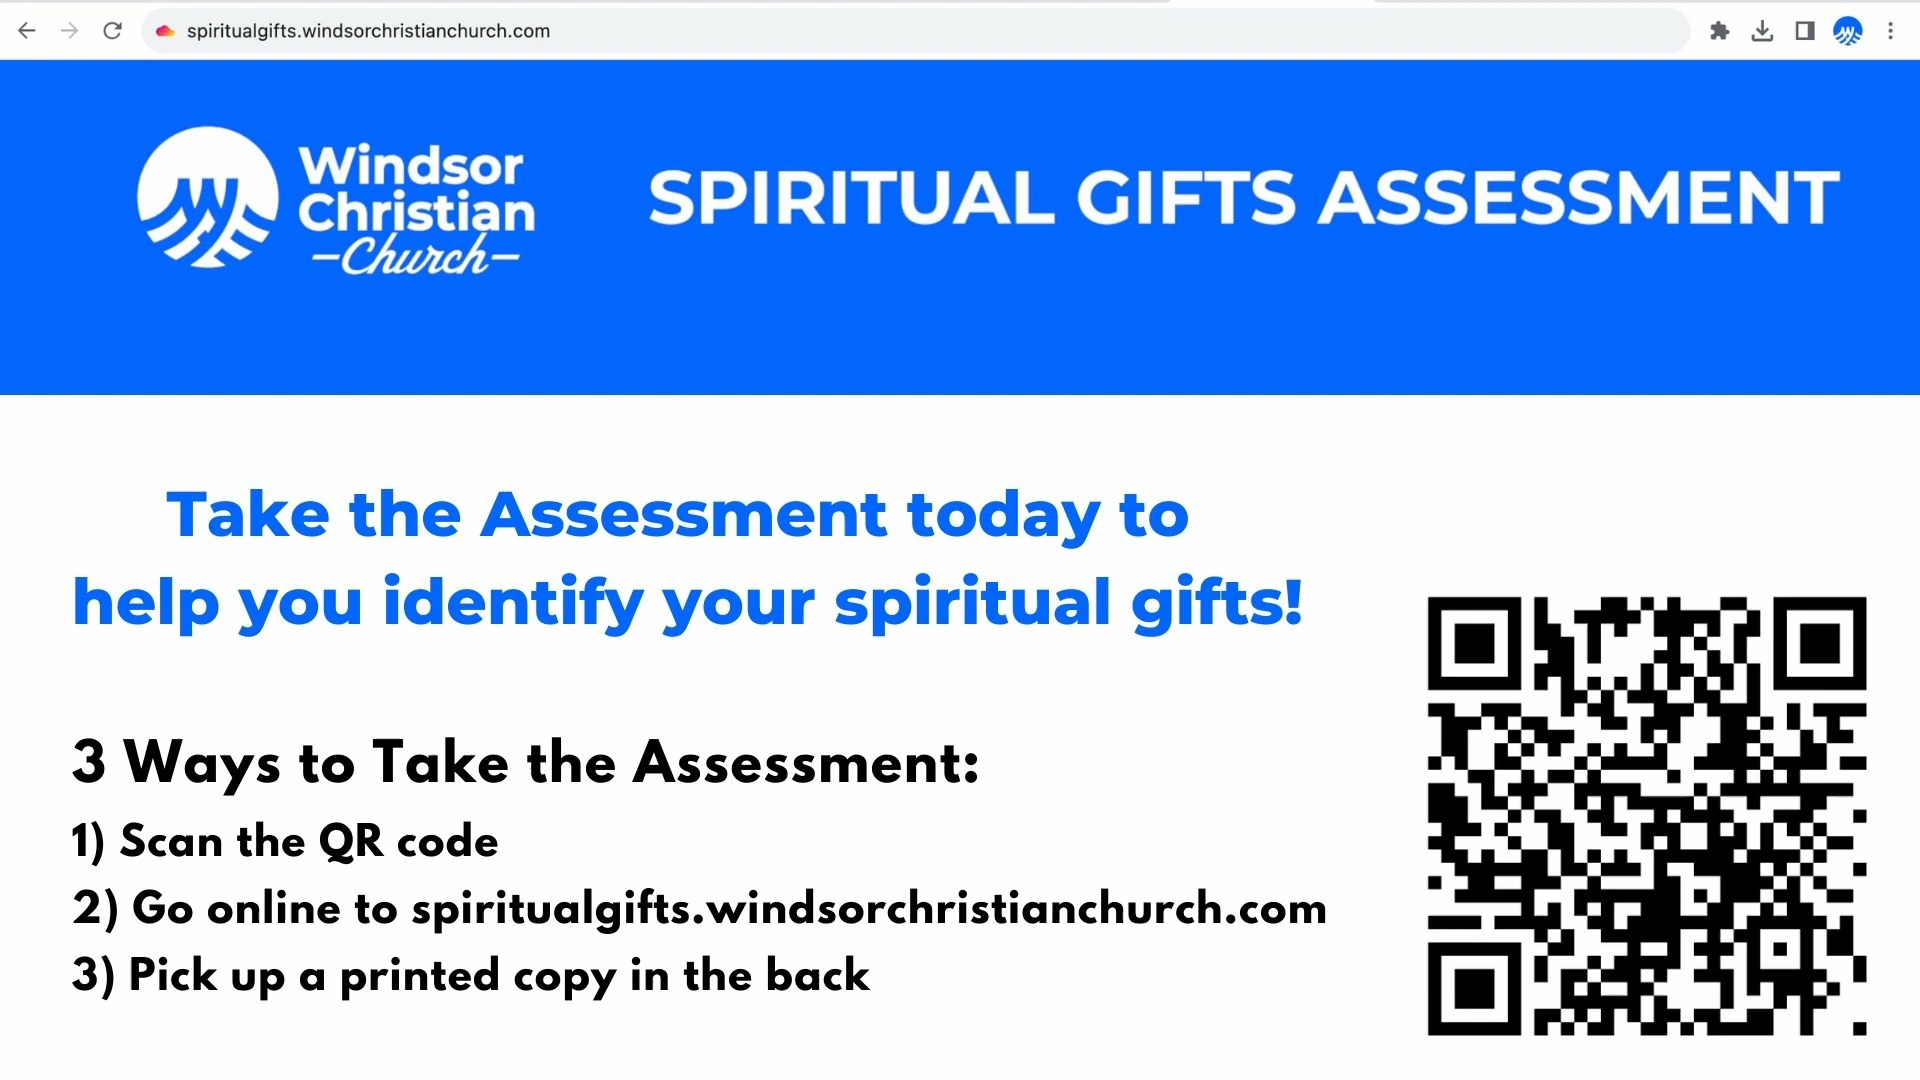 spiritualgifts.windsorchristianchurch.com
Windsor
Christian
Church
SPIRITUAL GIFTS ASSESSMENT
Take the Assessment today to
help you identify your spiritual gifts!
3 Ways to Take the Assessment:
1) Scan the QR code
2) Go online to spiritualgifts.windsorchristianchurch.com
3) Pick up a printed copy in the back